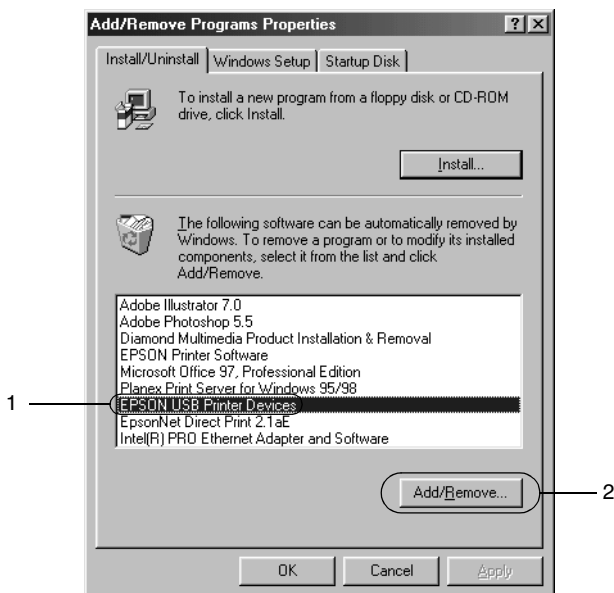 Add/Remove Programs Properties
Install/Uninstall Windows Setup Startup Disk
To install a new program from a floppy disk or CD-ROM
drive, click Install.
Install...
The following software can be automatically removed by
Windows. To remove a program or to modify its installed
components, select it from the list and click
Add/Remove.
Adobe Illustrator 7.0
Adobe Photoshop 5.5
Diamond Multimedia Product Installation & Removal
EPSON Printer Software
Microsoft Office 97, Professional Edition
Planex Print Server for Windows 95/98
1 EPSON USB Printer Devices
EpsonNet Direct Print 2.1aE
Intel(R) PRO Ethernet Adapter and Software
Add/Remove... 2
OK Cancel Apply